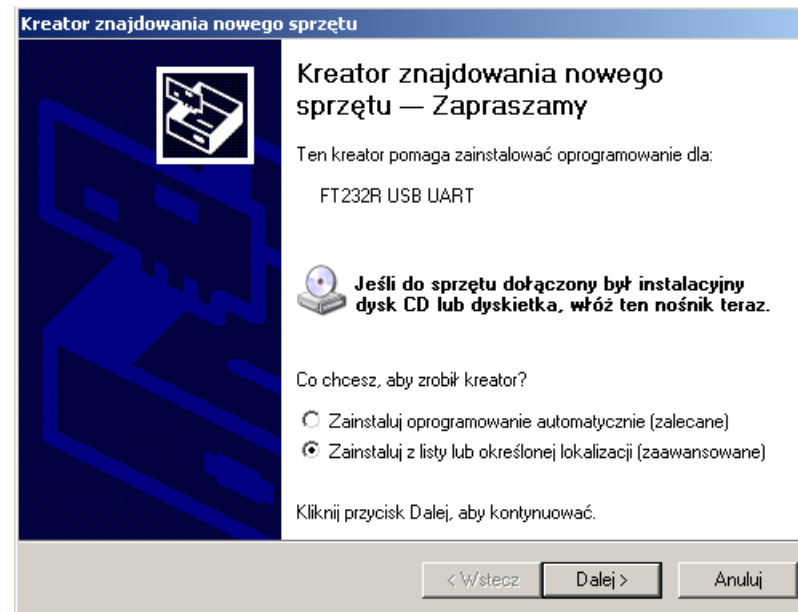 Kreator znajdowania nowego sprzętu
Kreator znajdowania nowego
sprzętu — Zapraszamy
Ten kreator pomaga zainstalować oprogramowanie dla:
FT232R USB UART
Jeśli do sprzętu dołączony był instalacyjny
dysk CD lub dyskietka, włóż ten nośnik teraz.
Co chcesz, aby zrobił kreator?
Zainstaluj oprogramowanie automatycznie (zalecane)
Zainstaluj z listy lub określonej lokalizacji (zaawansowane)
Kliknij przycisk Dalej, aby kontynuować.
< Wstecz Dalej > Anuluj